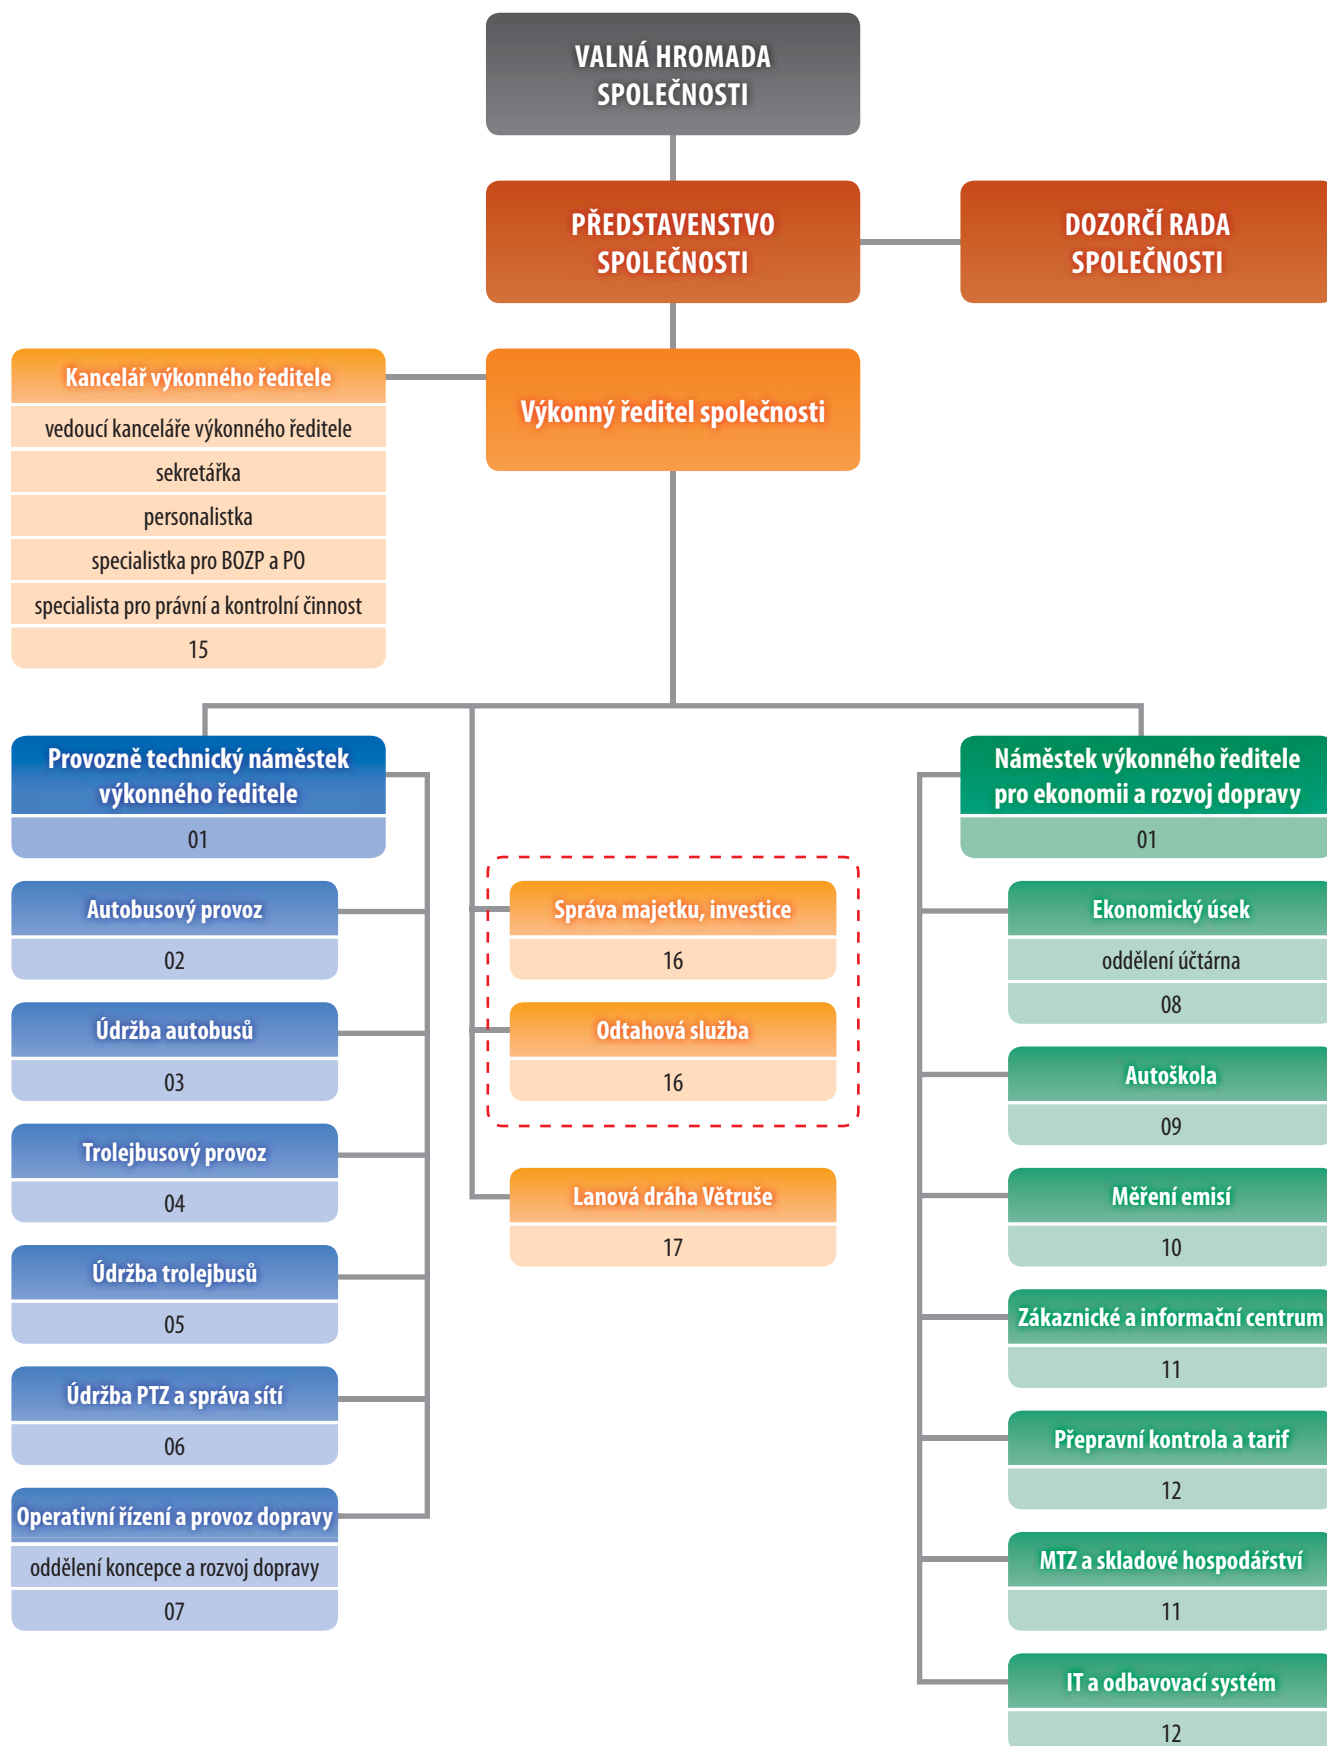 VALNÁ HROMADA
SPOLEČNOSTI
PŘEDSTAVENSTVO
SPOLEČNOSTI
DOZORČÍ RADA
SPOLEČNOSTI
Kancelář výkonného ředitele
vedoucí kanceláře výkonného ředitele
sekretářka
personalistka
specialistka pro BOZP a PO
specialista pro právní a kontrolní činnost
15
Výkonný ředitel společnosti
Provozně technický náměstek
výkonného ředitele
01
Autobusový provoz
02
Údržba autobusů
03
Trolejbusový provoz
04
Údržba trolejbusů
05
Údržba PTZ a správa sítí
06
Operativní řízení a provoz dopravy
oddělení koncepce a rozvoj dopravy
07
Správa majetku, investice
16
Odtahová služba
16
Lanová dráha Větruše
17
Náměstek výkonného ředitele
pro ekonomii a rozvoj dopravy
01
Ekonomický úsek
oddělení účtárna
08
Autoškola
09
Měření emisí
10
Zákaznické a informační centrum
11
Přepravní kontrola a tarif
12
MTZ a skladové hospodářství
11
IT a odbavovací systém
12